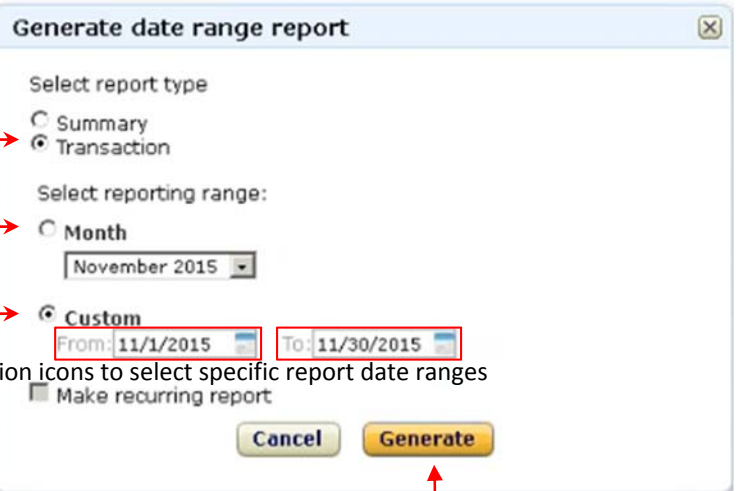 Generate date range report
Select report type
Summary
Transaction
Select reporting range:
Month
November 2015
Custom
From: 11/1/2015 To: 11/30/2015
ion icons to select specific report date ranges
Make recurring report
Cancel Generate